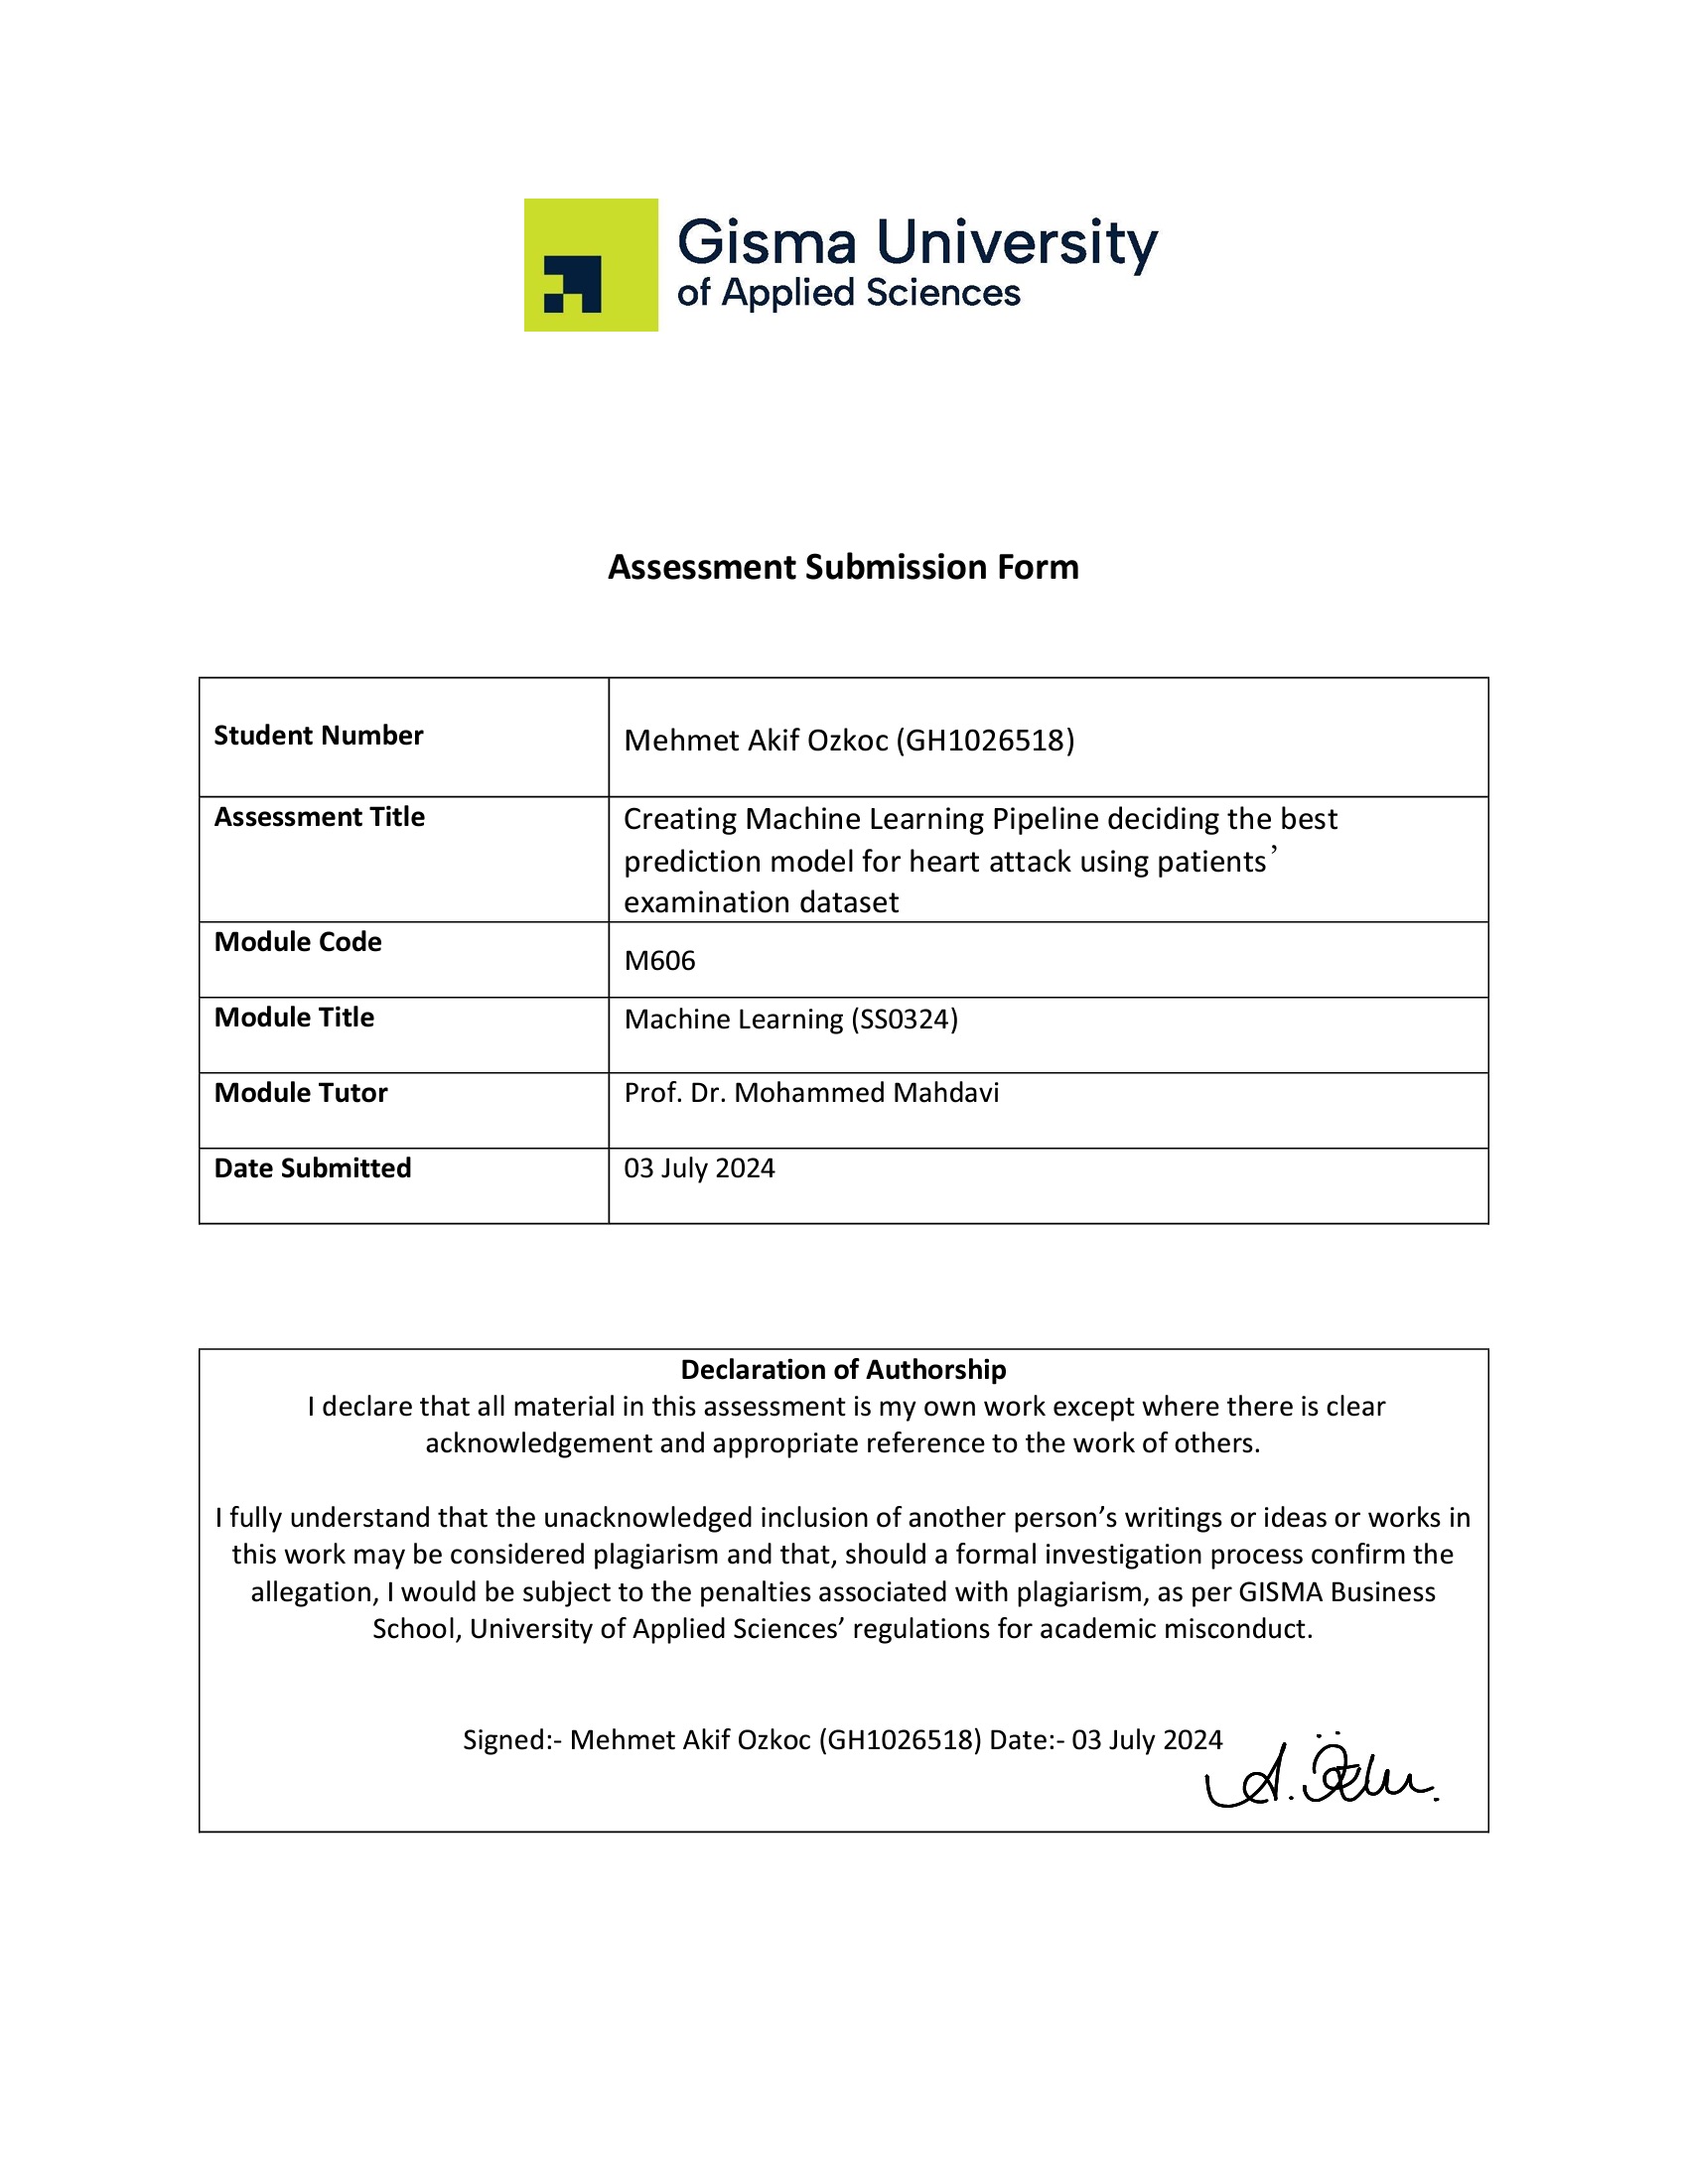 Gisma University
of Applied Sciences
Assessment Submission Form
Student Number
Mehmet Akif Ozkoc (GH1026518)
Assessment Title
Creating Machine Learning Pipeline deciding the best
prediction model for heart attack using patients’
examination dataset
Module Code
M606
Module Title
Machine Learning (SS0324)
Module Tutor
Prof. Dr. Mohammed Mahdavi
Date Submitted
03 July 2024
Declaration of Authorship
I declare that all material in this assessment is my own work except where there is clear
acknowledgement and appropriate reference to the work of others.
I fully understand that the unacknowledged inclusion of another person’s writings or ideas or works in
this work may be considered plagiarism and that, should a formal investigation process confirm the
allegation, I would be subject to the penalties associated with plagiarism, as per GISMA Business
School, University of Applied Sciences’ regulations for academic misconduct.
Signed:- Mehmet Akif Ozkoc (GH1026518) Date:- 03 July 2024